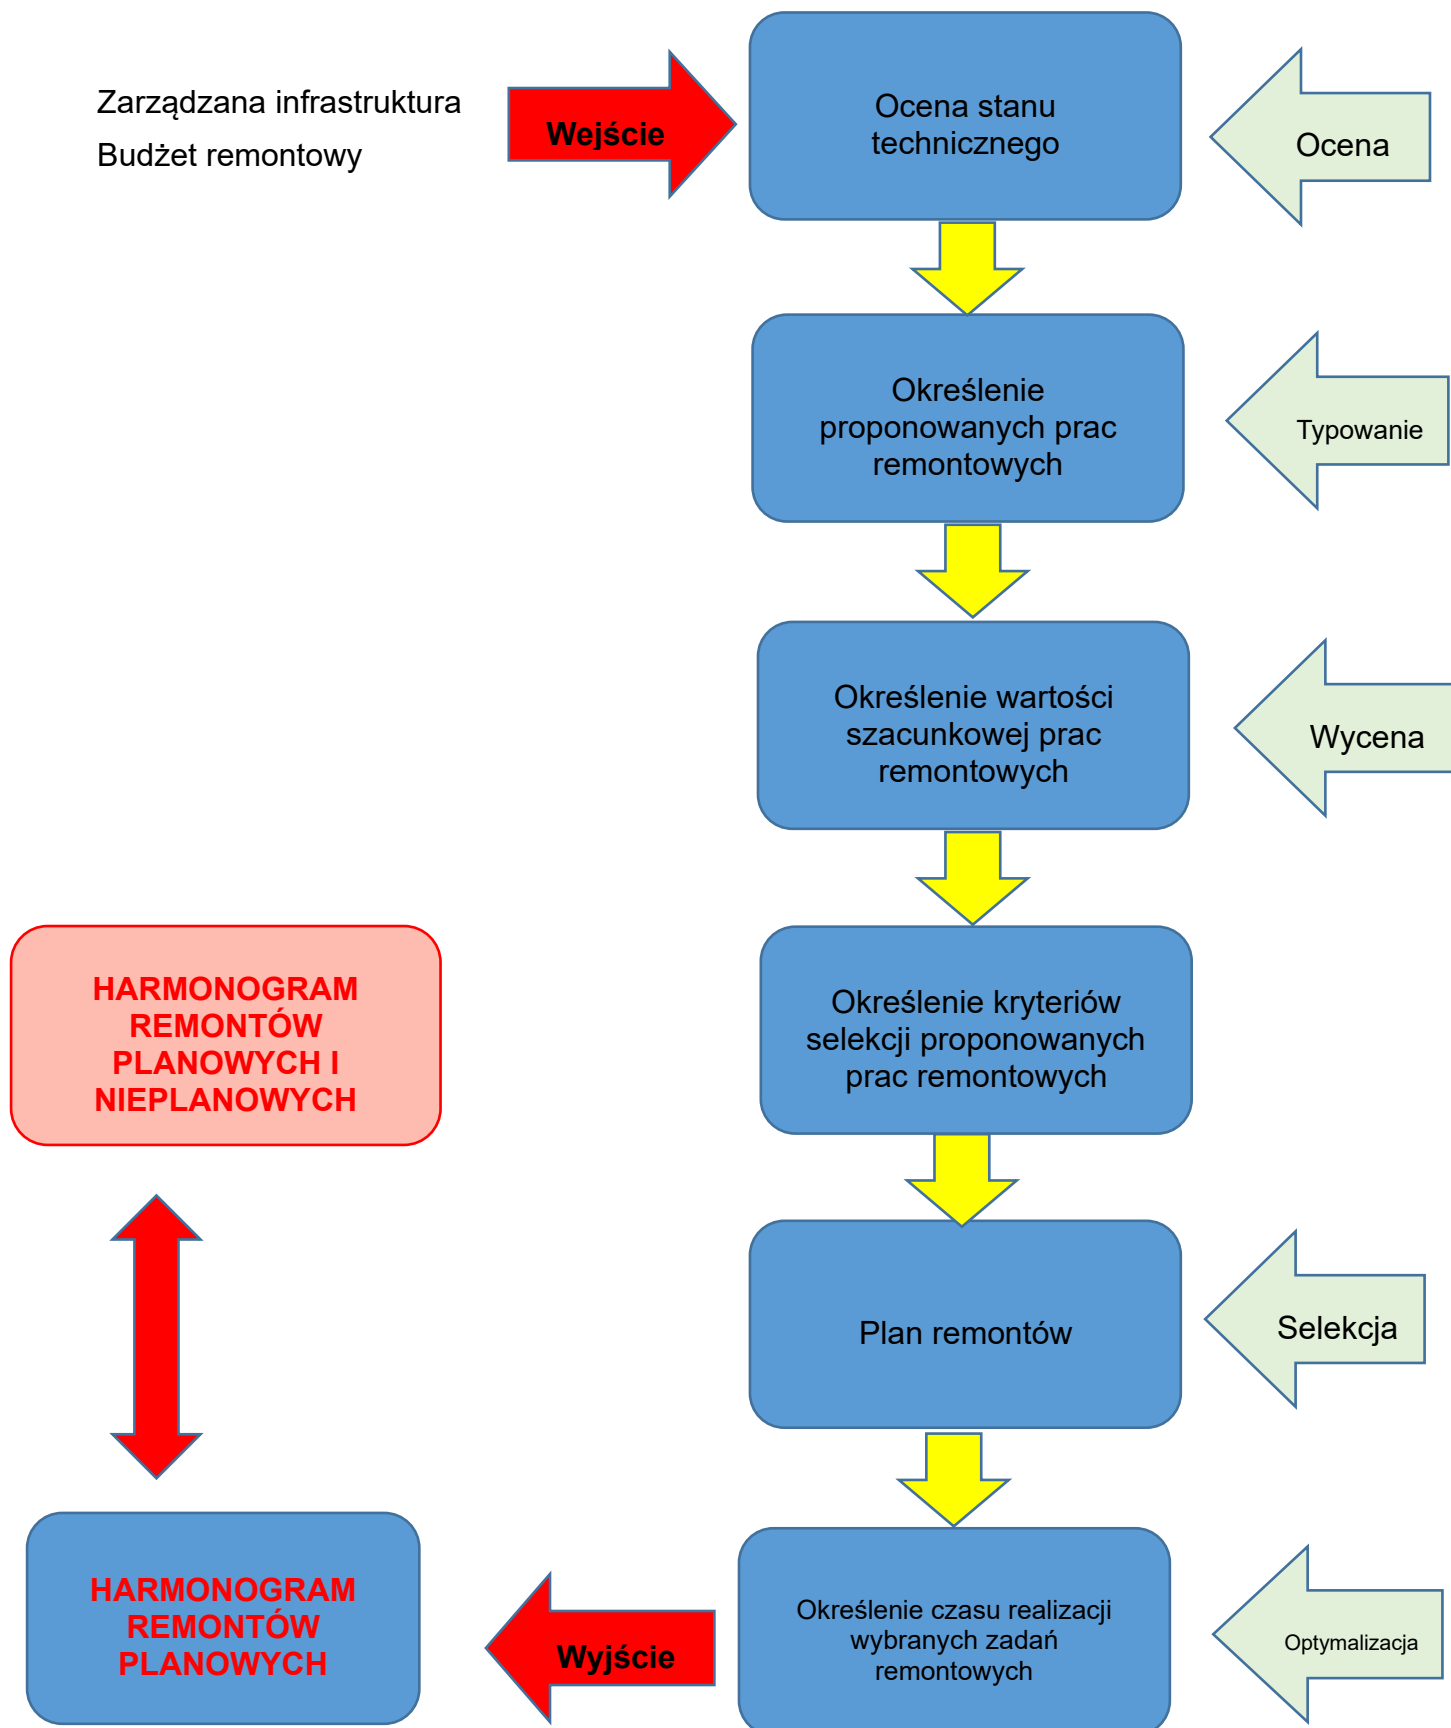 Zarządzana infrastruktura
Budżet remontowy
Wejście
Ocena stanu
technicznego
Ocena
Określenie
proponowanych prac
remontowych
Typowanie
Określenie wartości
szacunkowej prac
remontowych
Wycena
HARMONOGRAM
REMONTÓW
PLANOWYCH I
NIEPLANOWYCH
Określenie kryteriów
selekcji proponowanych
prac remontowych
Plan remontów
Selekcja
HARMONOGRAM
REMONTÓW
PLANOWYCH
Wyjście
Określenie czasu realizacji
wybranych zadań
remontowych
Optymalizacja